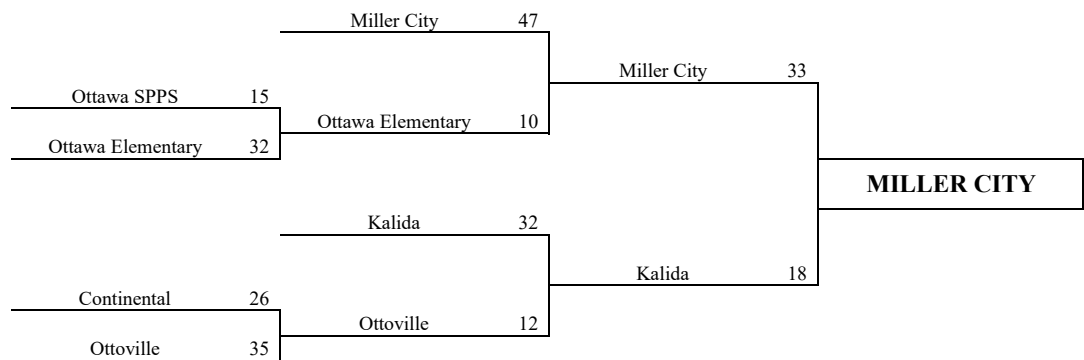 Miller City 47
Miller City 33
Ottawa SPPS 15
Ottawa Elementary 10
Ottawa Elementary 32
MILLER CITY
Kalida 32
Kalida 18
Continental 26
Ottoville 12
Ottoville 35